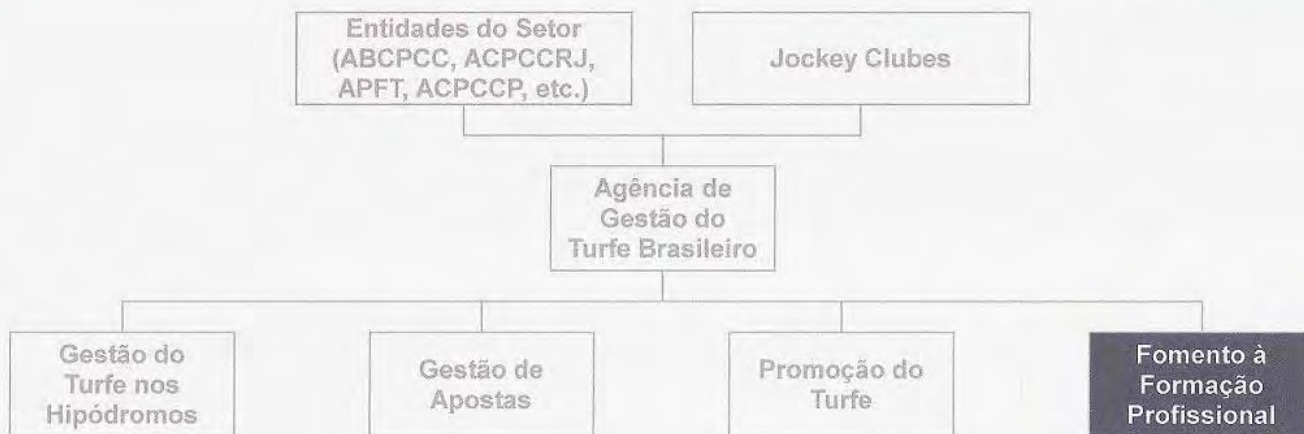 Entidades do Setor
(ABCPCC, ACPCCRJ,
APFT, ACPCCP, etc.)
Jockey Clubes
Agência de
Gestão do
Turfe Brasileiro
Gestão do
Turfe nos
Hipódromos
Gestão de
Apostas
Promoção do
Turfe
Fomento à
Formação
Profissional